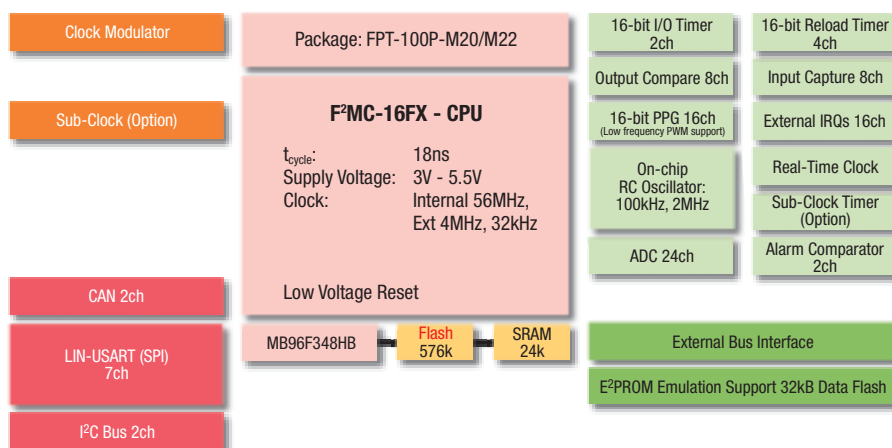 Clock Modulator
Sub-Clock (Option)
CAN 2ch
LIN-USART (SPI)
7ch
I²C Bus 2ch
Package: FPT-100P-M20/M22
F²MC-16FX - CPU
tcycle: 18ns
Supply Voltage: 3V - 5.5V
Clock: Internal 56MHz,
Ext 4MHz, 32kHz
Low Voltage Reset
MB96F348HB
Flash
576k
SRAM
24k
16-bit I/O Timer
2ch
16-bit Reload Timer
4ch
Output Compare 8ch
Input Capture 8ch
16-bit PPG 16ch
(Low frequency PWM support)
External IRQs 16ch
On-chip
RC Oscillator:
100kHz, 2MHz
Real-Time Clock
Sub-Clock Timer
(Option)
ADC 24ch
Alarm Comparator
2ch
External Bus Interface
E²PROM Emulation Support 32kB Data Flash